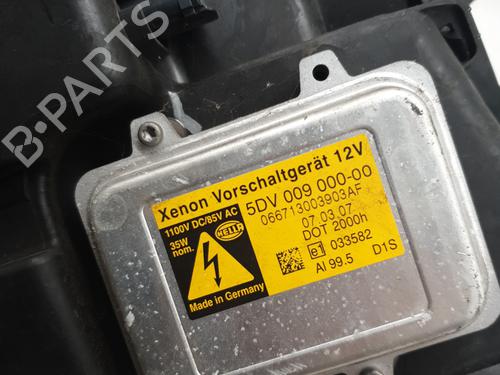 B-PARTS
Xenon Vorschaltgerät 12V
1100V DC/85V AC
35W
nom.
HELLA
5DV 009 000-00
066713003903AF
07.03.07
DOT 2000h
e1 033582
AI 99.5 D1S
Made in Germany